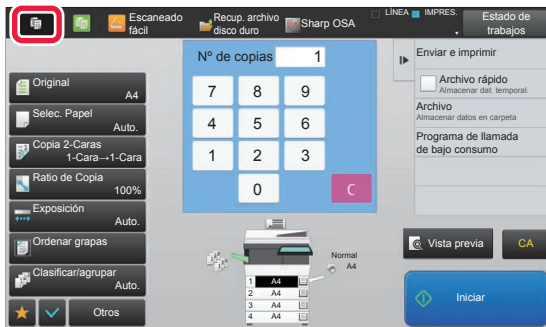 Escaneado fácil
Recup. archivo disco duro
Sharp OSA
LÍNEA
IMPRES.
Estado de trabajos
Nº de copias
1
Original
A4
Selec. Papel
Auto.
Copia 2-Caras
1-Cara→1-Cara
Ratio de Copia
100%
Exposición
Auto.
Ordenar grapas
Clasificar/agrupar
Auto.
Otros
7 8 9
4 5 6
1 2 3
0 C
Normal
A4
1 A4
2 A4
3 A4
4 A4
Enviar e imprimir
Archivo rápido
Almacenar dat. temporal.
Archivo
Almacenar datos en carpeta
Programa de llamada
de bajo consumo
Vista previa
CA
Iniciar